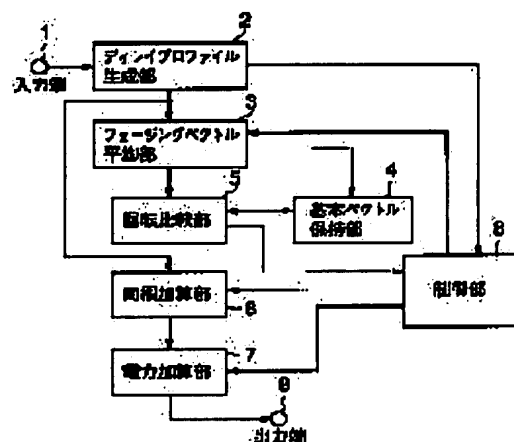 1
2
ディレイプロファイル
生成部
入力端
3
フェージングベクトル
平均部
5
4
回転比較部
基本ベクトル
保持部
8
制御部
同相加算部
6
7
電力加算部
9
出力端